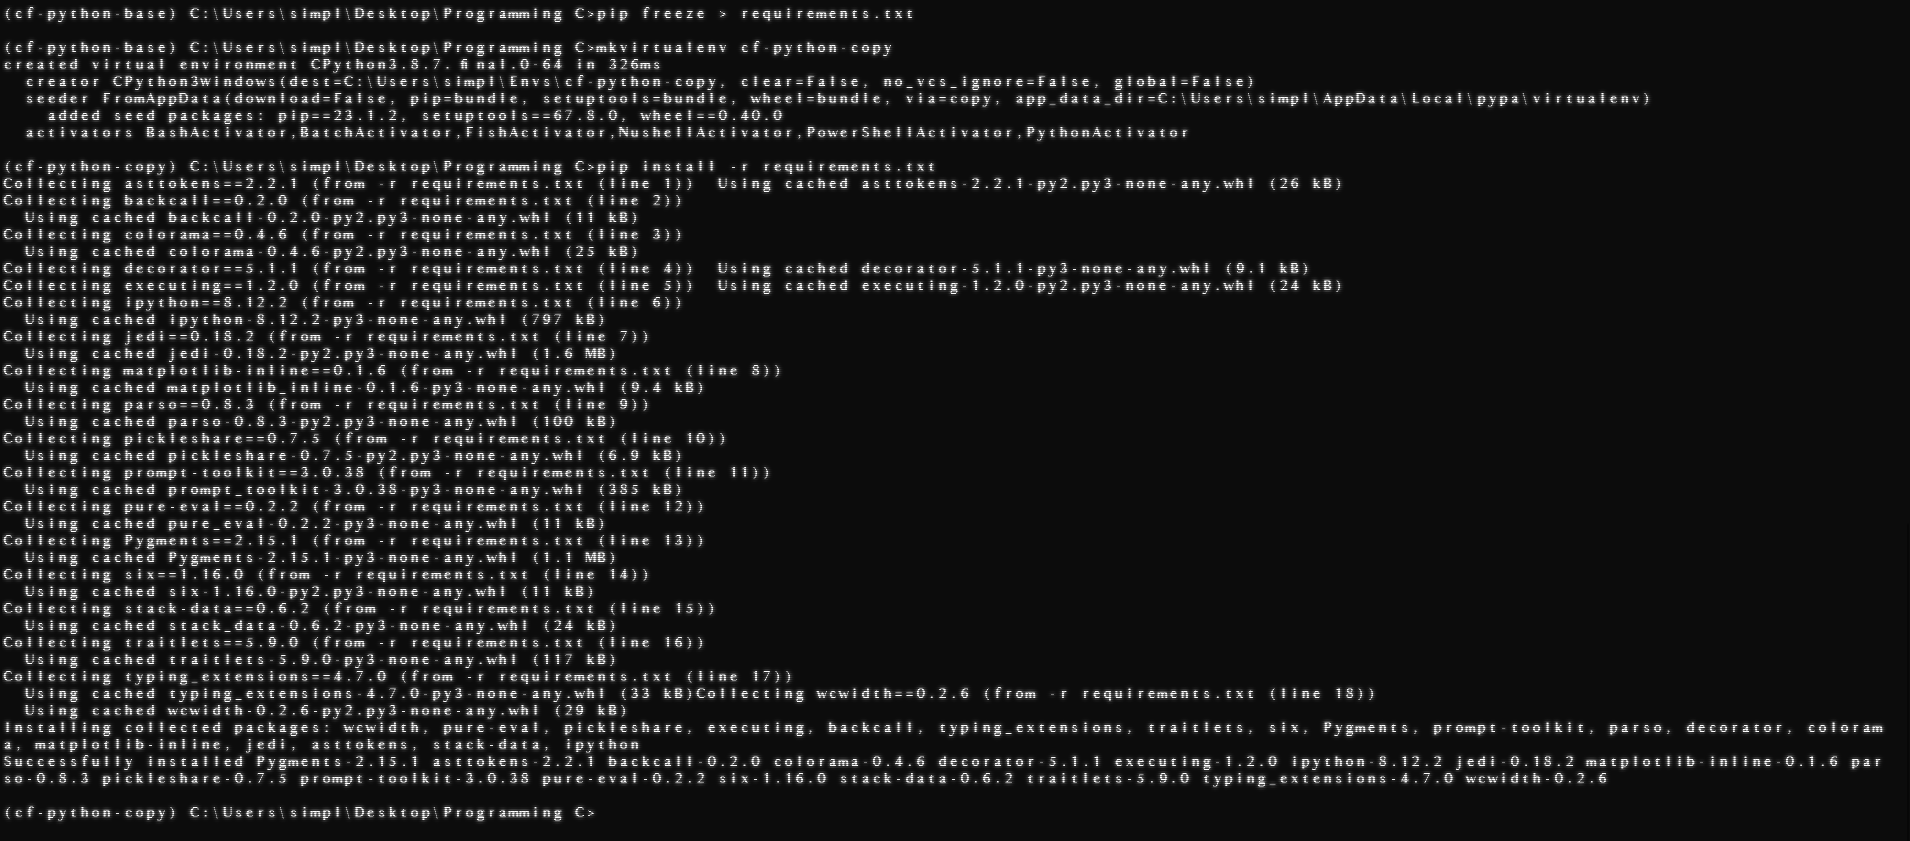 (cf-python-base) C:\Users\simpl\Desktop\Programming C>pip freeze > requirements.txt
(cf-python-base) C:\Users\simpl\Desktop\Programming C>mkvirtualenv cf-python-copy
created virtual environment CPython3.8.7.final.0-64 in 326ms
creator CPython3Windows(dest=C:\Users\simpl\Envs\cf-python-copy, clear=False, no_vcs_ignore=False, global=False)
seeder FromAppData(download=False, pip=bundle, setuptools=bundle, wheel=bundle, via=copy, app_data_dir=C:\Users\simpl\AppData\Local\pypa\virtualenv)
added seed packages: pip==23.1.2, setuptools==67.8.0, wheel==0.40.0
activators BashActivator,BatchActivator,FishActivator,NushellActivator,PowerShellActivator,PythonActivator
(cf-python-copy) C:\Users\simpl\Desktop\Programming C>pip install -r requirements.txt
Collecting asttokens==2.2.1 (from -r requirements.txt (line 1))  Using cached asttokens-2.2.1-py2.py3-none-any.whl (26 kB)
Collecting backcall==0.2.0 (from -r requirements.txt (line 2))
Using cached backcall-0.2.0-py2.py3-none-any.whl (11 kB)
Collecting colorama==0.4.6 (from -r requirements.txt (line 3))
Using cached colorama-0.4.6-py2.py3-none-any.whl (25 kB)
Collecting decorator==5.1.1 (from -r requirements.txt (line 4))  Using cached decorator-5.1.1-py3-none-any.whl (9.1 kB)
Collecting executing==1.2.0 (from -r requirements.txt (line 5))  Using cached executing-1.2.0-py2.py3-none-any.whl (24 kB)
Collecting ipython==8.12.2 (from -r requirements.txt (line 6))
Using cached ipython-8.12.2-py3-none-any.whl (797 kB)
Collecting jedi==0.18.2 (from -r requirements.txt (line 7))
Using cached jedi-0.18.2-py2.py3-none-any.whl (1.6 MB)
Collecting matplotlib-inline==0.1.6 (from -r requirements.txt (line 8))
Using cached matplotlib_inline-0.1.6-py3-none-any.whl (9.4 kB)
Collecting parso==0.8.3 (from -r requirements.txt (line 9))
Using cached parso-0.8.3-py2.py3-none-any.whl (100 kB)
Collecting pickleshare==0.7.5 (from -r requirements.txt (line 10))
Using cached pickleshare-0.7.5-py2.py3-none-any.whl (6.9 kB)
Collecting prompt-toolkit==3.0.38 (from -r requirements.txt (line 11))
Using cached prompt_toolkit-3.0.38-py3-none-any.whl (385 kB)
Collecting pure-eval==0.2.2 (from -r requirements.txt (line 12))
Using cached pure_eval-0.2.2-py3-none-any.whl (11 kB)
Collecting Pygments==2.15.1 (from -r requirements.txt (line 13))
Using cached Pygments-2.15.1-py3-none-any.whl (1.1 MB)
Collecting six==1.16.0 (from -r requirements.txt (line 14))
Using cached six-1.16.0-py2.py3-none-any.whl (11 kB)
Collecting stack-data==0.6.2 (from -r requirements.txt (line 15))
Using cached stack_data-0.6.2-py3-none-any.whl (24 kB)
Collecting traitlets==5.9.0 (from -r requirements.txt (line 16))
Using cached traitlets-5.9.0-py3-none-any.whl (117 kB)
Collecting typing_extensions==4.7.0 (from -r requirements.txt (line 17))
Using cached typing_extensions-4.7.0-py3-none-any.whl (33 kB)Collecting wcwidth==0.2.6 (from -r requirements.txt (line 18))
Using cached wcwidth-0.2.6-py2.py3-none-any.whl (29 kB)
Installing collected packages: wcwidth, pure-eval, pickleshare, executing, backcall, typing_extensions, traitlets, six, Pygments, prompt-toolkit, parso, decorator, coloram
a, matplotlib-inline, jedi, asttokens, stack-data, ipython
Successfully installed Pygments-2.15.1 asttokens-2.2.1 backcall-0.2.0 colorama-0.4.6 decorator-5.1.1 executing-1.2.0 ipython-8.12.2 jedi-0.18.2 matplotlib-inline-0.1.6 par
so-0.8.3 pickleshare-0.7.5 prompt-toolkit-3.0.38 pure-eval-0.2.2 six-1.16.0 stack-data-0.6.2 traitlets-5.9.0 typing_extensions-4.7.0 wcwidth-0.2.6
(cf-python-copy) C:\Users\simpl\Desktop\Programming C>